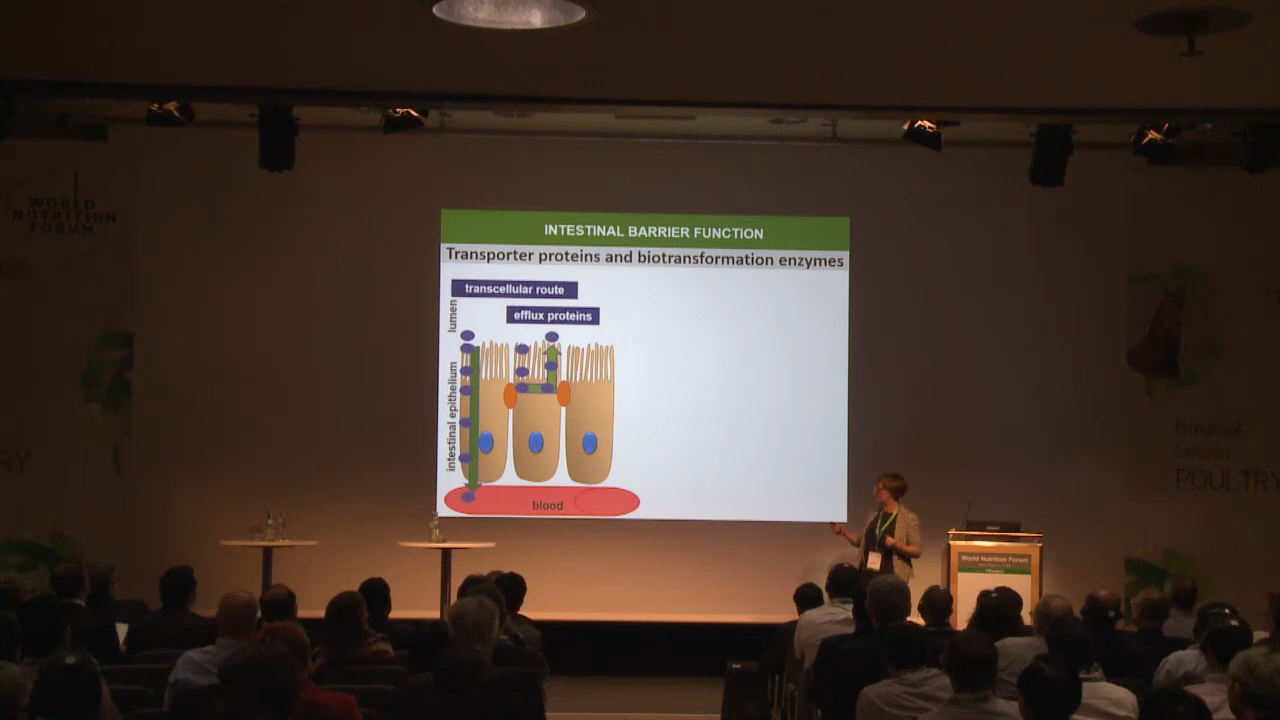 WORLD
NUTRITION
FORUM
INTESTINAL BARRIER FUNCTION
Transporter proteins and biotransformation enzymes
transcellular route
efflux proteins
lumen
intestinal epithelium
blood
POULTRY
World Nutrition Forum